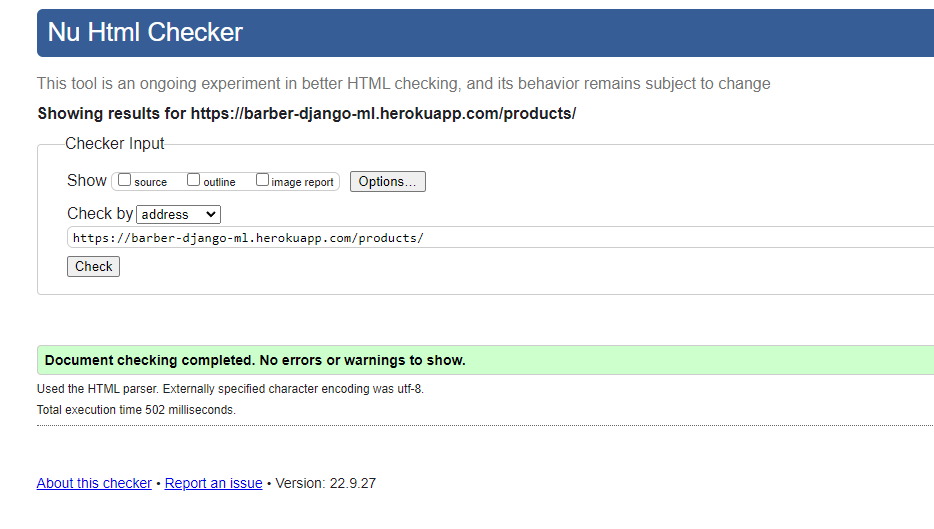 Nu Html Checker
This tool is an ongoing experiment in better HTML checking, and its behavior remains subject to change
Showing results for https://barber-django-ml.herokuapp.com/products/
Checker Input
Show source outline image report Options...
Check by address
https://barber-django-ml.herokuapp.com/products/
Check
Document checking completed. No errors or warnings to show.
Used the HTML parser. Externally specified character encoding was utf-8.
Total execution time 502 milliseconds.
About this checker • Report an issue • Version: 22.9.27